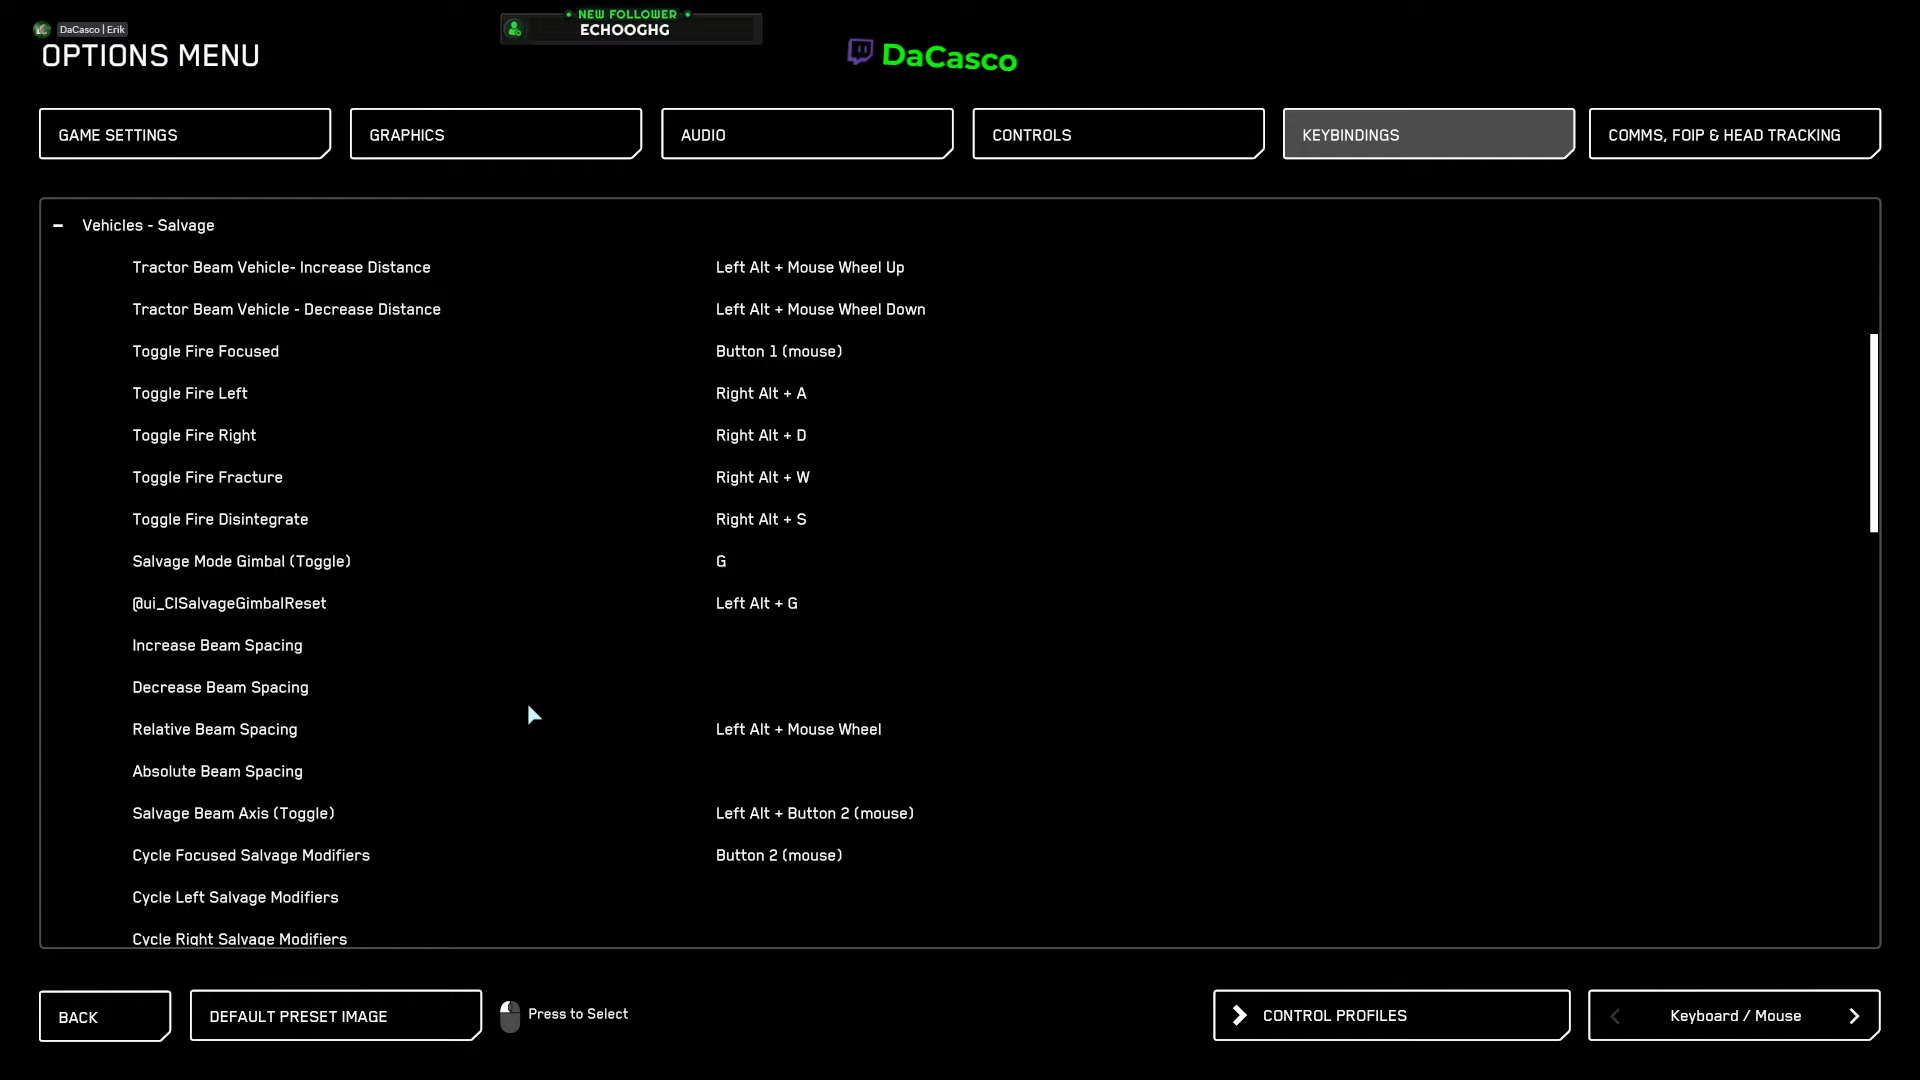 DaCasco | Erik
OPTIONS MENU
NEW FOLLOWER
ECHOOGHG
DaCasco
GAME SETTINGS
GRAPHICS
AUDIO
CONTROLS
KEYBINDINGS
COMMS, FOIP & HEAD TRACKING
Vehicles - Salvage
Tractor Beam Vehicle- Increase Distance Left Alt + Mouse Wheel Up
Tractor Beam Vehicle - Decrease Distance Left Alt + Mouse Wheel Down
Toggle Fire Focused Button 1 (mouse)
Toggle Fire Left Right Alt + A
Toggle Fire Right Right Alt + D
Toggle Fire Fracture Right Alt + W
Toggle Fire Disintegrate Right Alt + S
Salvage Mode Gimbal (Toggle) G
@ui_CISalvageGimbalReset Left Alt + G
Increase Beam Spacing
Decrease Beam Spacing
Relative Beam Spacing Left Alt + Mouse Wheel
Absolute Beam Spacing
Salvage Beam Axis (Toggle) Left Alt + Button 2 (mouse)
Cycle Focused Salvage Modifiers Button 2 (mouse)
Cycle Left Salvage Modifiers
Cycle Right Salvage Modifiers
BACK
DEFAULT PRESET IMAGE
Press to Select
CONTROL PROFILES
Keyboard / Mouse